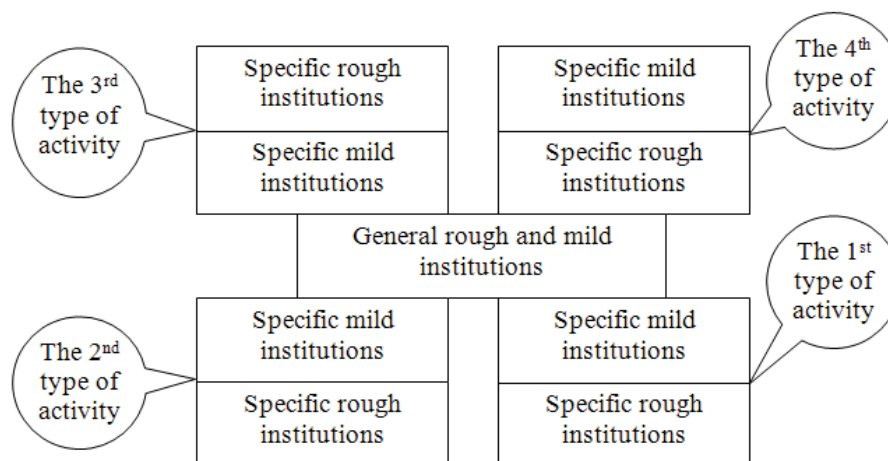 The 3rd
type of
activity
Specific rough
institutions
Specific mild
institutions
Specific mild
institutions
Specific rough
institutions
The 4th
type of
activity
General rough and mild
institutions
The 2nd
type of
activity
Specific mild
institutions
Specific rough
institutions
Specific mild
institutions
Specific rough
institutions
The 1st
type of
activity